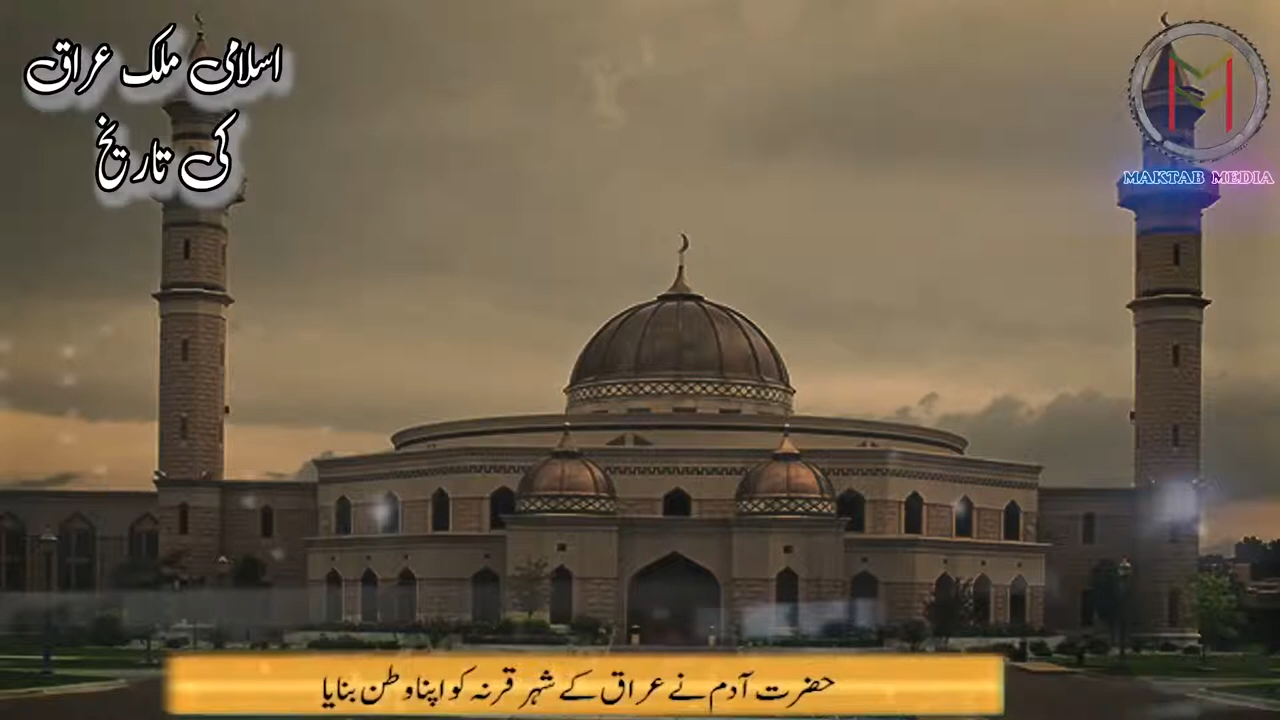 اسلامی ملک عراق
کی تاریخ
MAKTAB MEDIA
حضرت آدم نے عراق کے شہر قرنہ کو اپنا وطن بنایا